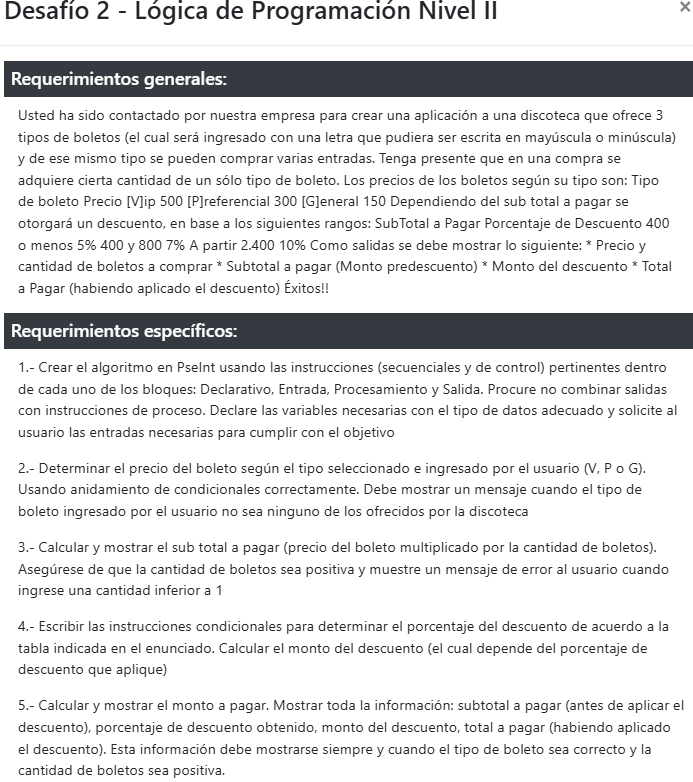 Desafío 2 - Lógica de Programación Nivel II
×
Requerimientos generales:
Usted ha sido contactado por nuestra empresa para crear una aplicación a una discoteca que ofrece 3
tipos de boletos (el cual será ingresado con una letra que pudiera ser escrita en mayúscula o minúscula)
y de ese mismo tipo se pueden comprar varias entradas. Tenga presente que en una compra se
adquiere cierta cantidad de un sólo tipo de boleto. Los precios de los boletos según su tipo son: Tipo
de boleto Precio [V]ip 500 [P]referencial 300 [G]eneral 150 Dependiendo del sub total a pagar se
otorgará un descuento, en base a los siguientes rangos: SubTotal a Pagar Porcentaje de Descuento 400
o menos 5% 400 y 800 7% A partir 2.400 10% Como salidas se debe mostrar lo siguiente: * Precio y
cantidad de boletos a comprar * Subtotal a pagar (Monto predescuento) * Monto del descuento * Total
a Pagar (habiendo aplicado el descuento) Éxitos!!
Requerimientos específicos:
1.- Crear el algoritmo en PseInt usando las instrucciones (secuenciales y de control) pertinentes dentro
de cada uno de los bloques: Declarativo, Entrada, Procesamiento y Salida. Procure no combinar salidas
con instrucciones de proceso. Declare las variables necesarias con el tipo de datos adecuado y solicite al
usuario las entradas necesarias para cumplir con el objetivo
2.- Determinar el precio del boleto según el tipo seleccionado e ingresado por el usuario (V, P o G).
Usando anidamiento de condicionales correctamente. Debe mostrar un mensaje cuando el tipo de
boleto ingresado por el usuario no sea ninguno de los ofrecidos por la discoteca
3.- Calcular y mostrar el sub total a pagar (precio del boleto multiplicado por la cantidad de boletos).
Asegúrese de que la cantidad de boletos sea positiva y muestre un mensaje de error al usuario cuando
ingrese una cantidad inferior a 1
4.- Escribir las instrucciones condicionales para determinar el porcentaje del descuento de acuerdo a la
tabla indicada en el enunciado. Calcular el monto del descuento (el cual depende del porcentaje de
descuento que aplique)
5.- Calcular y mostrar el monto a pagar. Mostrar toda la información: subtotal a pagar (antes de aplicar el
descuento), porcentaje de descuento obtenido, monto del descuento, total a pagar (habiendo aplicado
el descuento). Esta información debe mostrarse siempre y cuando el tipo de boleto sea correcto y la
cantidad de boletos sea positiva.